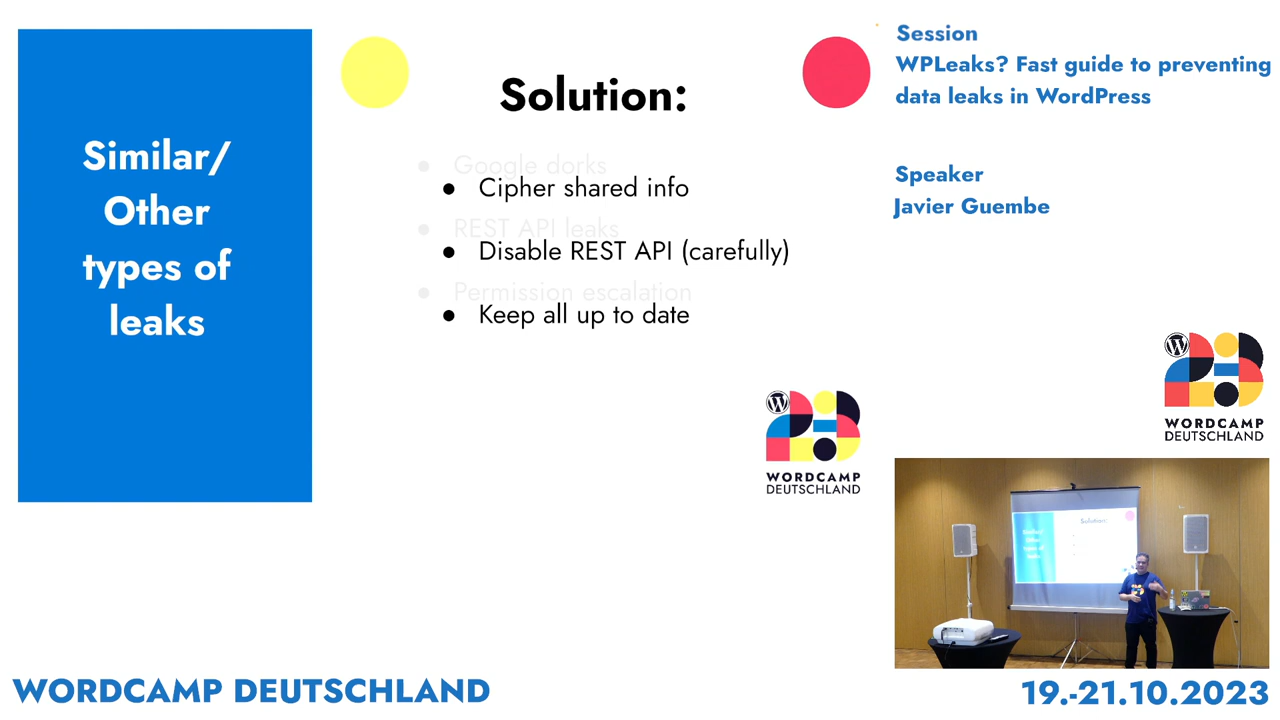 Similar/
Other
types of
leaks
Solution:
● Google dorks
● Cipher shared info
● REST API leaks
● Disable REST API (carefully)
● Permission escalation
● Keep all up to date
WORDCAMP
DEUTSCHLAND
Session
WPLeaks? Fast guide to preventing
data leaks in WordPress
Speaker
Javier Guembe
WORDCAMP
DEUTSCHLAND
Solution:
WORDCAMP DEUTSCHLAND
19.-21.10.2023